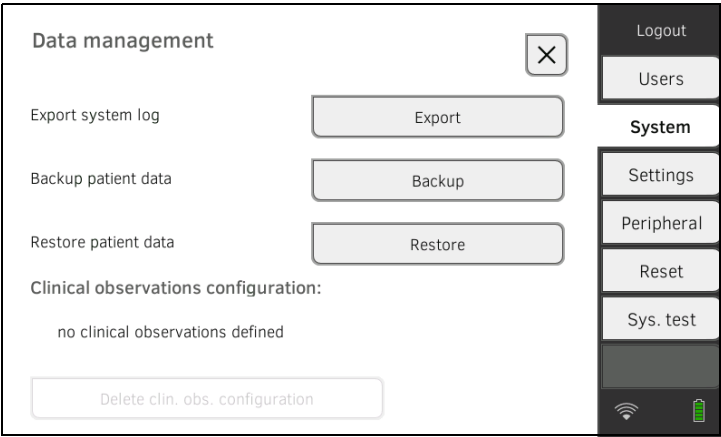 Data management
Export system log
Export
Backup patient data
Backup
Restore patient data
Restore
Clinical observations configuration:
no clinical observations defined
Delete clin. obs. configuration
Logout
Users
System
Settings
Peripheral
Reset
Sys. test